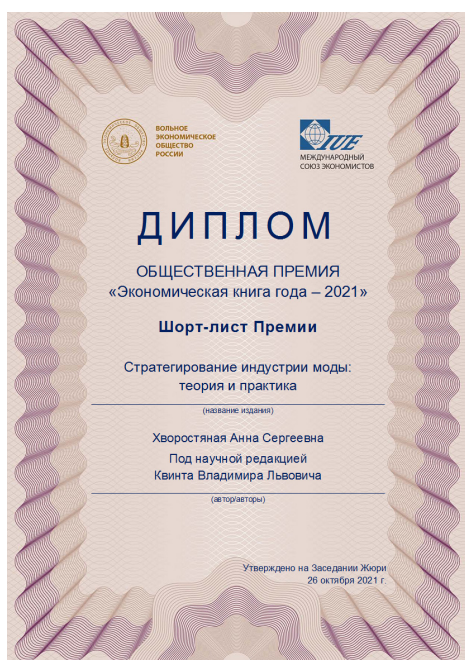 ВОЛЬНОЕ
ЭКОНОМИЧЕСКОЕ
ОБЩЕСТВО
РОССИИ
IUE
МЕЖДУНАРОДНЫЙ
СОЮЗ ЭКОНОМИСТОВ
ДИПЛОМ
ОБЩЕСТВЕННАЯ ПРЕМИЯ
«Экономическая книга года – 2021»
Шорт-лист Премии
Стратегирование индустрии моды:
теория и практика
(название издания)
Хворостяная Анна Сергеевна
Под научной редакцией
Квинта Владимира Львовича
(автор/авторы)
Утверждено на Заседании Жюри
26 октября 2021 г.